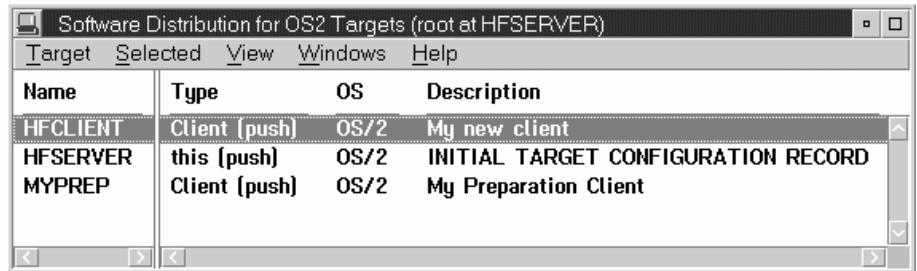 Software Distribution for OS2 Targets (root at HFSERVER)
Target Selected View Windows Help
Name Type OS Description
HFCLIENT Client (push) OS/2 My new client
HFSERVER this (push) OS/2 INITIAL TARGET CONFIGURATION RECORD
MYPREP Client (push) OS/2 My Preparation Client